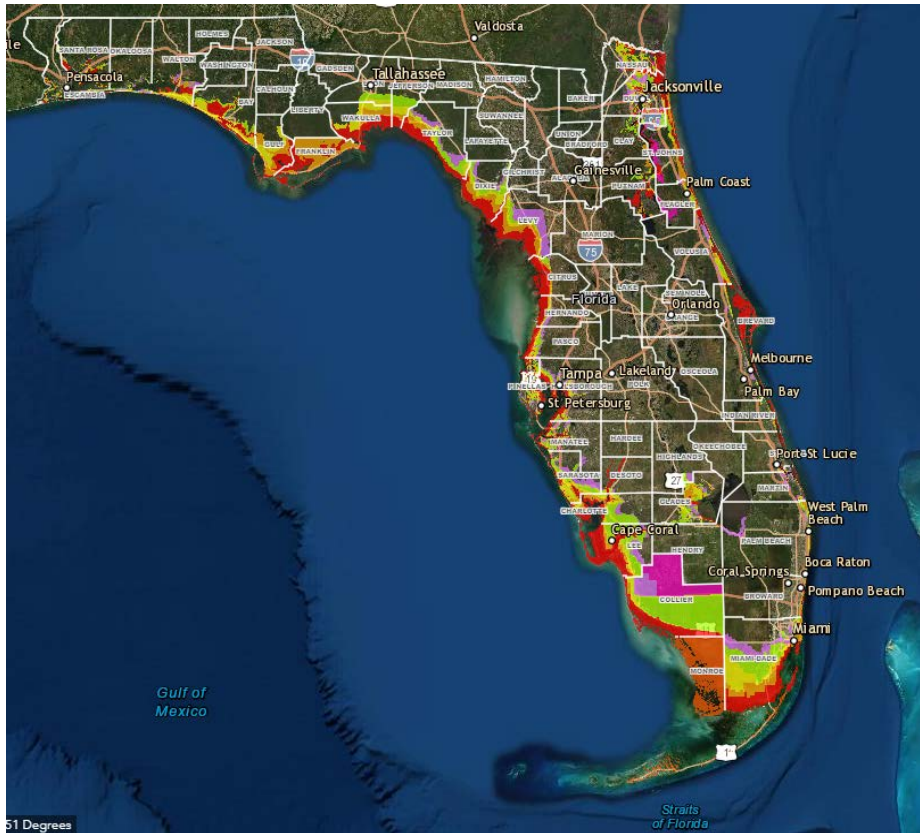 Valdosta
HOLMES
JACKSON
SANTA ROSA
OKALOOSA
WALTON
WASHINGTON
GADSDEN
Pensacola
ESCAMBIA
BAY
CALHOUN
LIBERTY
Tallahassee
JEFFERSON
MADISON
HAMILTON
WAKULLA
GULF
FRANKLIN
TAYLOR
SUWANNEE
LAFAYETTE
BAKER
NASSAU
Jacksonville
UNION
BRADFORD
CLAY
ST JOHNS
GILCHRIST
Gainesville
DIXIE
PUTNAM
Palm Coast
FLAGLER
LEVY
MARION
75
VOLUSIA
CITRUS
LAKE
Florida
SEMINOLE
Orlando
ORANGE
HERNANDO
BREVARD
PASCO
Melbourne
Tampa
Lakeland
OSCEOLA
PINELLAS
HILLSBOROUGH
POLK
Palm Bay
St Petersburg
INDIAN RIVER
MANATEE
HARDEE
OKEECHOBEE
HIGHLANDS
Port St Lucie
SARASOTA
DESOTO
27
MARTIN
GLADES
CHARLOTTE
West Palm
Beach
Cape Coral
LEE
HENDRY
PALM BEACH
Boca Raton
Coral Springs
Pompano Beach
COLLIER
BROWARD
Miami
MIAMI-DADE
MONROE
Gulf of
Mexico
1
Straits
of Florida
51 Degrees